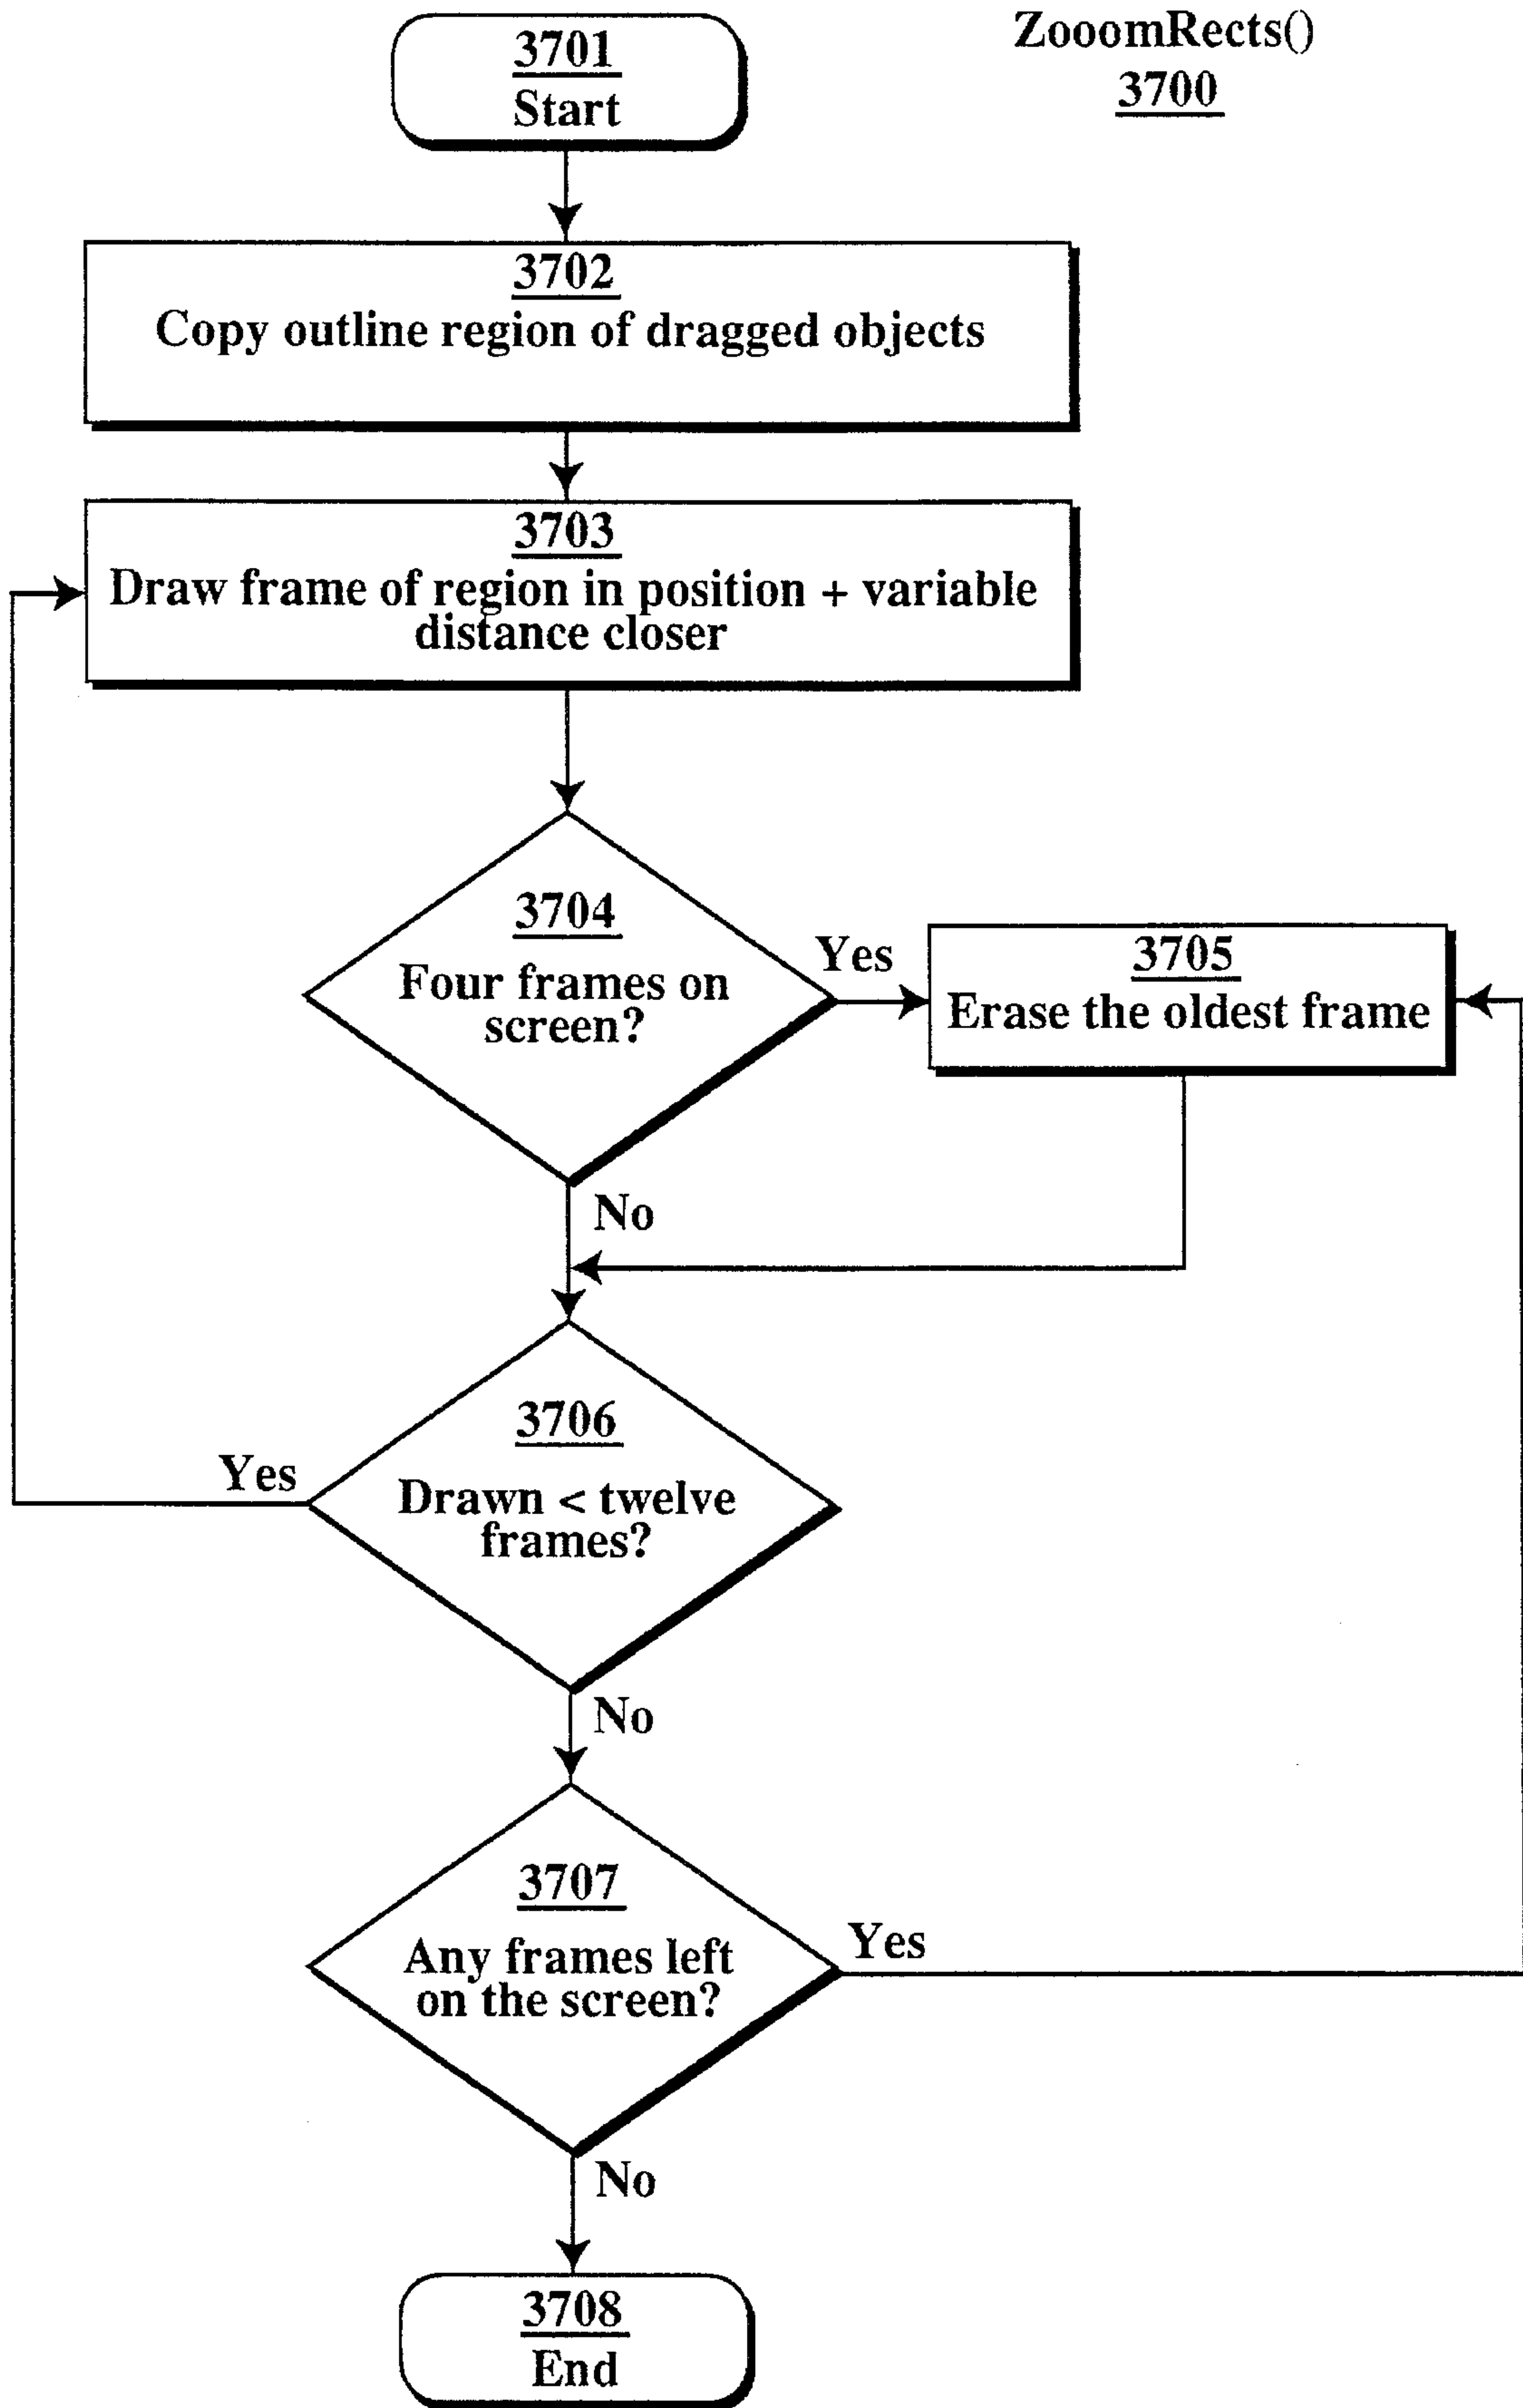 ZooomRects()
3700
3701
Start
3702
Copy outline region of dragged objects
3703
Draw frame of region in position + variable
distance closer
3704
Four frames on
screen?
Yes
3705
Erase the oldest frame
No
3706
Drawn < twelve
frames?
Yes
No
3707
Any frames left
on the screen?
Yes
No
3708
End